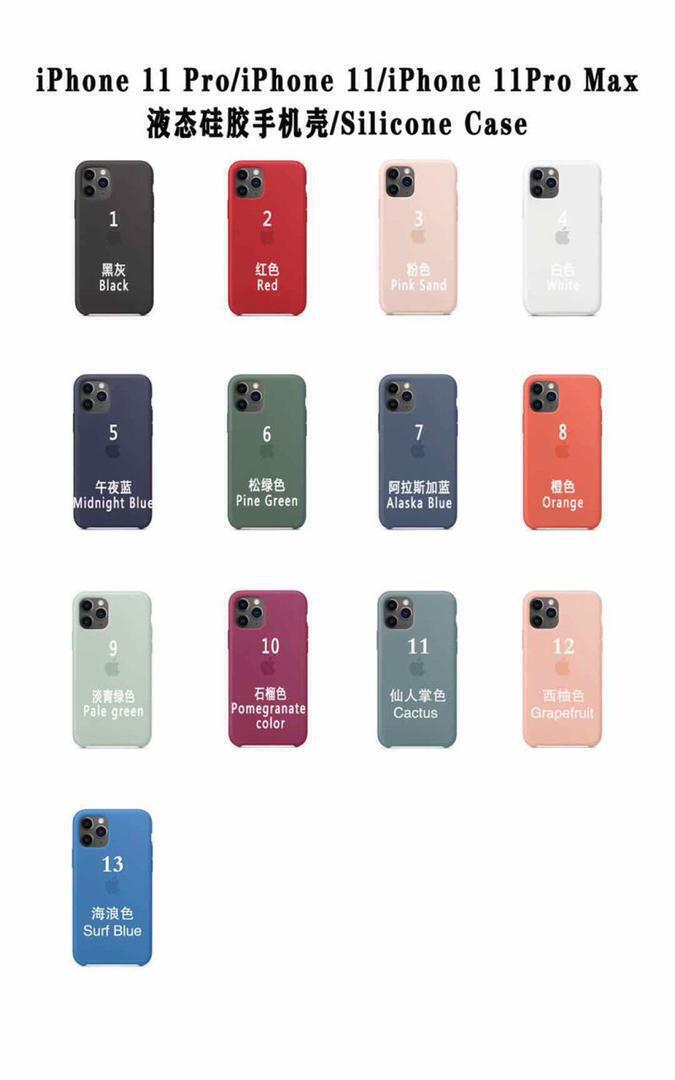 iPhone 11 Pro/iPhone 11/iPhone 11Pro Max
液态硅胶手机壳/Silicone Case
1
黑灰
Black
2
红色
Red
3
粉色
Pink Sand
4
白色
White
5
午夜蓝
Midnight Blue
6
松绿色
Pine Green
7
阿拉斯加蓝
Alaska Blue
8
橙色
Orange
9
淡青绿色
Pale green
10
石榴色
Pomegranate
color
11
仙人掌色
Cactus
12
西柚色
Grapefruit
13
海浪色
Surf Blue